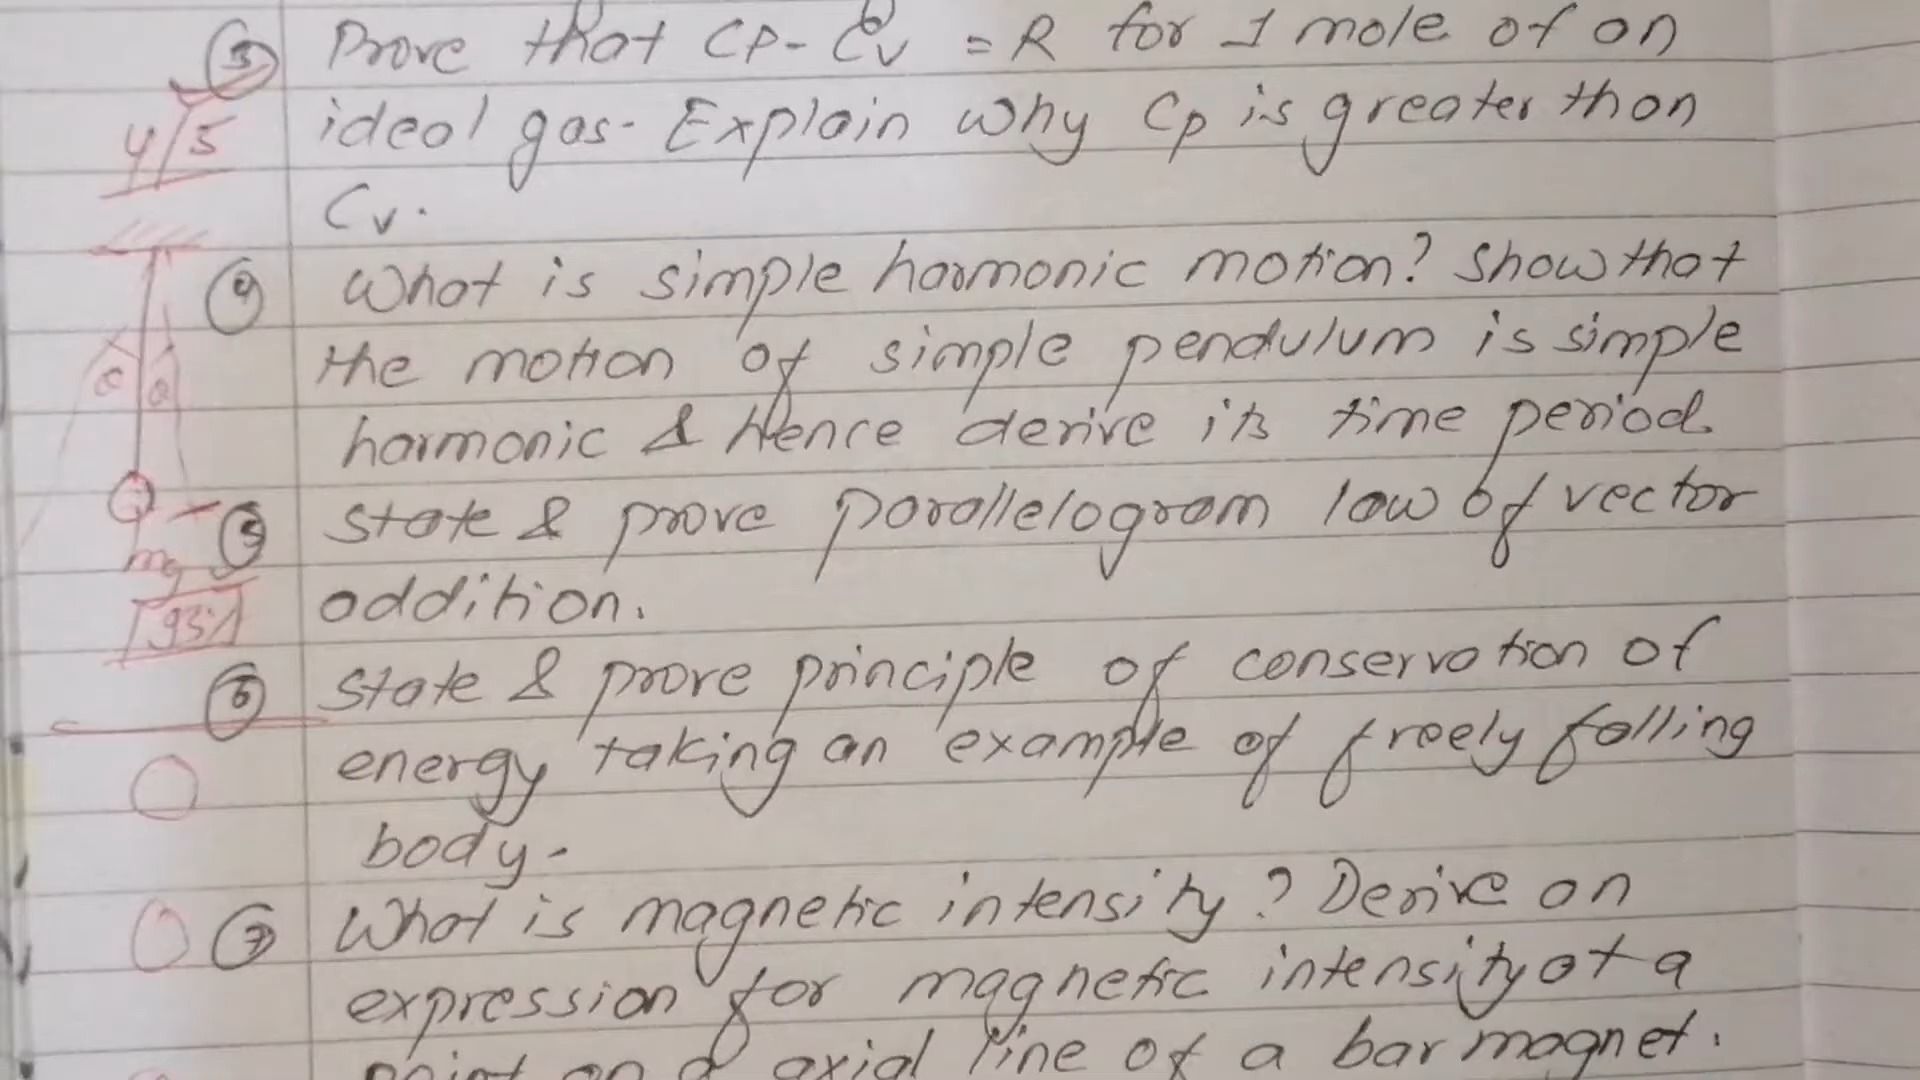 ③ Prove that CP - Cv = R for 1 mole of an
4/5
ideal gas. Explain why Cp is greater than
Cv.
④ What is simple harmonic motion? Show that
the motion of simple pendulum is simple
harmonic & Hence derive its time period.
⑤ State & prove parallelogram law of vector
mg
addition.
⑥ State & prove principle of conservation of
energy taking an example of freely falling
body.
⑦ What is magnetic intensity? Derive an
expression for magnetic intensity at a
point on a axial line of a bar magnet.